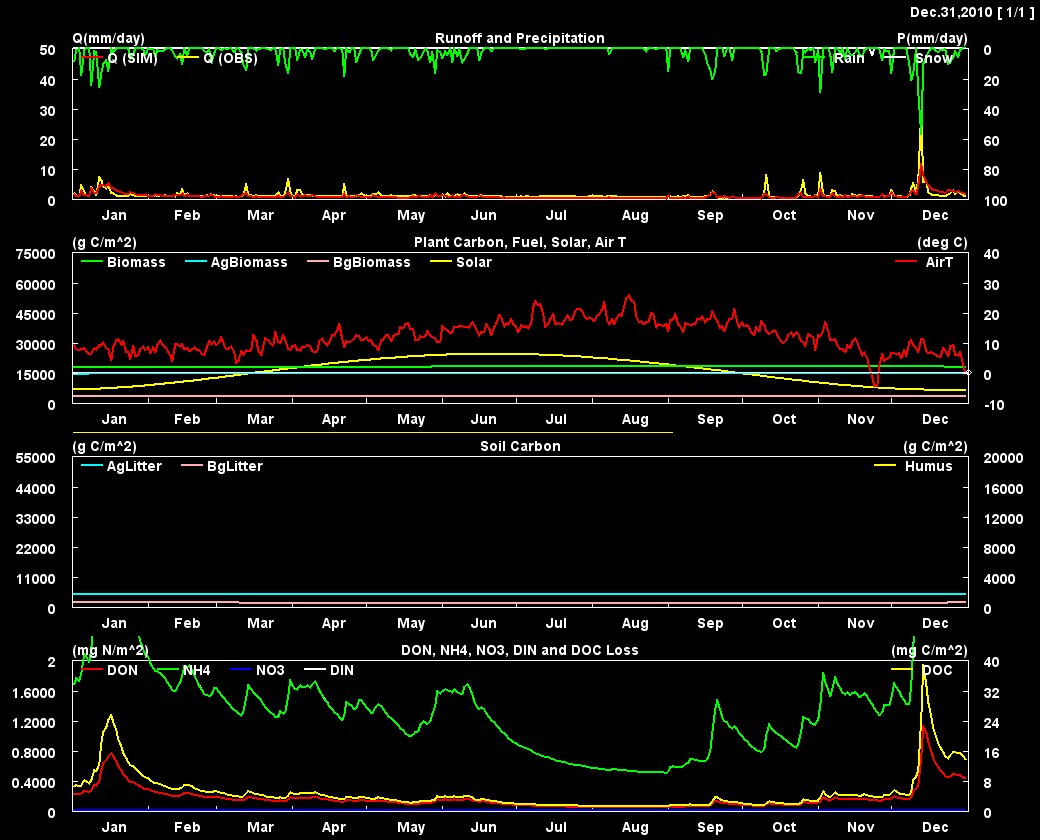 Dec.31,2010 [ 1/1 ]
Q(mm/day) Runoff and Precipitation P(mm/day)
50 Q (SIM) Q (OBS) Rain Snow 0
40 20
30 40
20 60
10 80
0 100
Jan Feb Mar Apr May Jun Jul Aug Sep Oct Nov Dec
(g C/m^2) Plant Carbon, Fuel, Solar, Air T (deg C)
75000 Biomass AgBiomass BgBiomass Solar AirT 40
60000 30
45000 20
30000 10
15000 0
0 -10
Jan Feb Mar Apr May Jun Jul Aug Sep Oct Nov Dec
(g C/m^2) Soil Carbon (g C/m^2)
55000 AgLitter BgLitter Humus 20000
44000 16000
33000 12000
22000 8000
11000 4000
0 0
Jan Feb Mar Apr May Jun Jul Aug Sep Oct Nov Dec
(mg N/m^2) DON, NH4, NO3, DIN and DOC Loss (mg C/m^2)
2 DON NH4 NO3 DIN DOC 40
1.6000 32
1.2000 24
0.8000 16
0.4000 8
0 0
Jan Feb Mar Apr May Jun Jul Aug Sep Oct Nov Dec